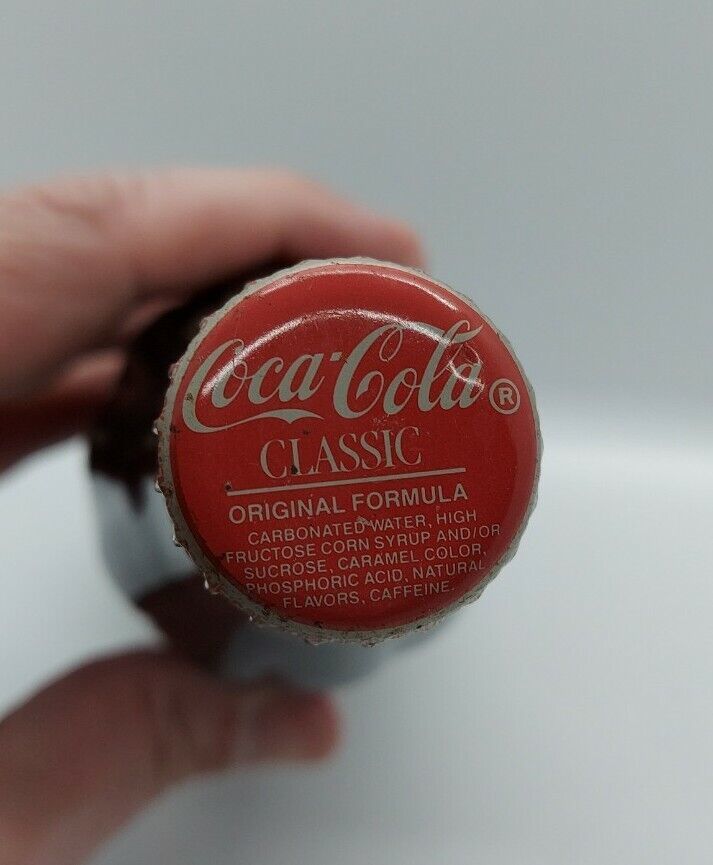 Coca-Cola®
CLASSIC
ORIGINAL FORMULA
CARBONATED WATER, HIGH
FRUCTOSE CORN SYRUP AND/OR
SUCROSE, CARAMEL COLOR,
PHOSPHORIC ACID, NATURAL
FLAVORS, CAFFEINE.